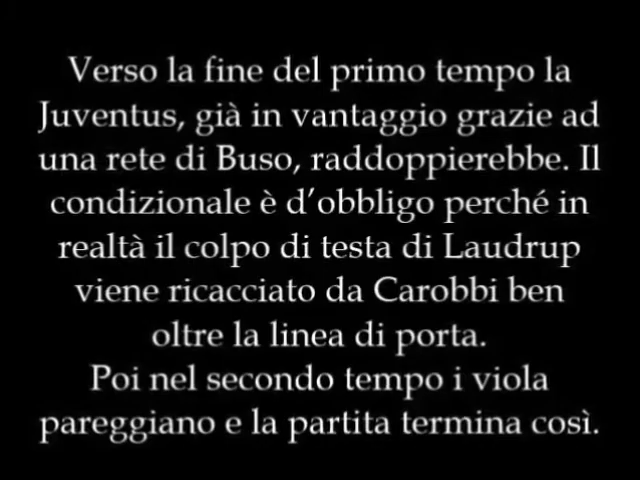 Verso la fine del primo tempo la
Juventus, già in vantaggio grazie ad
una rete di Buso, raddoppierebbe. Il
condizionale è d’obbligo perché in
realtà il colpo di testa di Laudrup
viene ricacciato da Carobbi ben
oltre la linea di porta.
Poi nel secondo tempo i viola
pareggiano e la partita termina così.